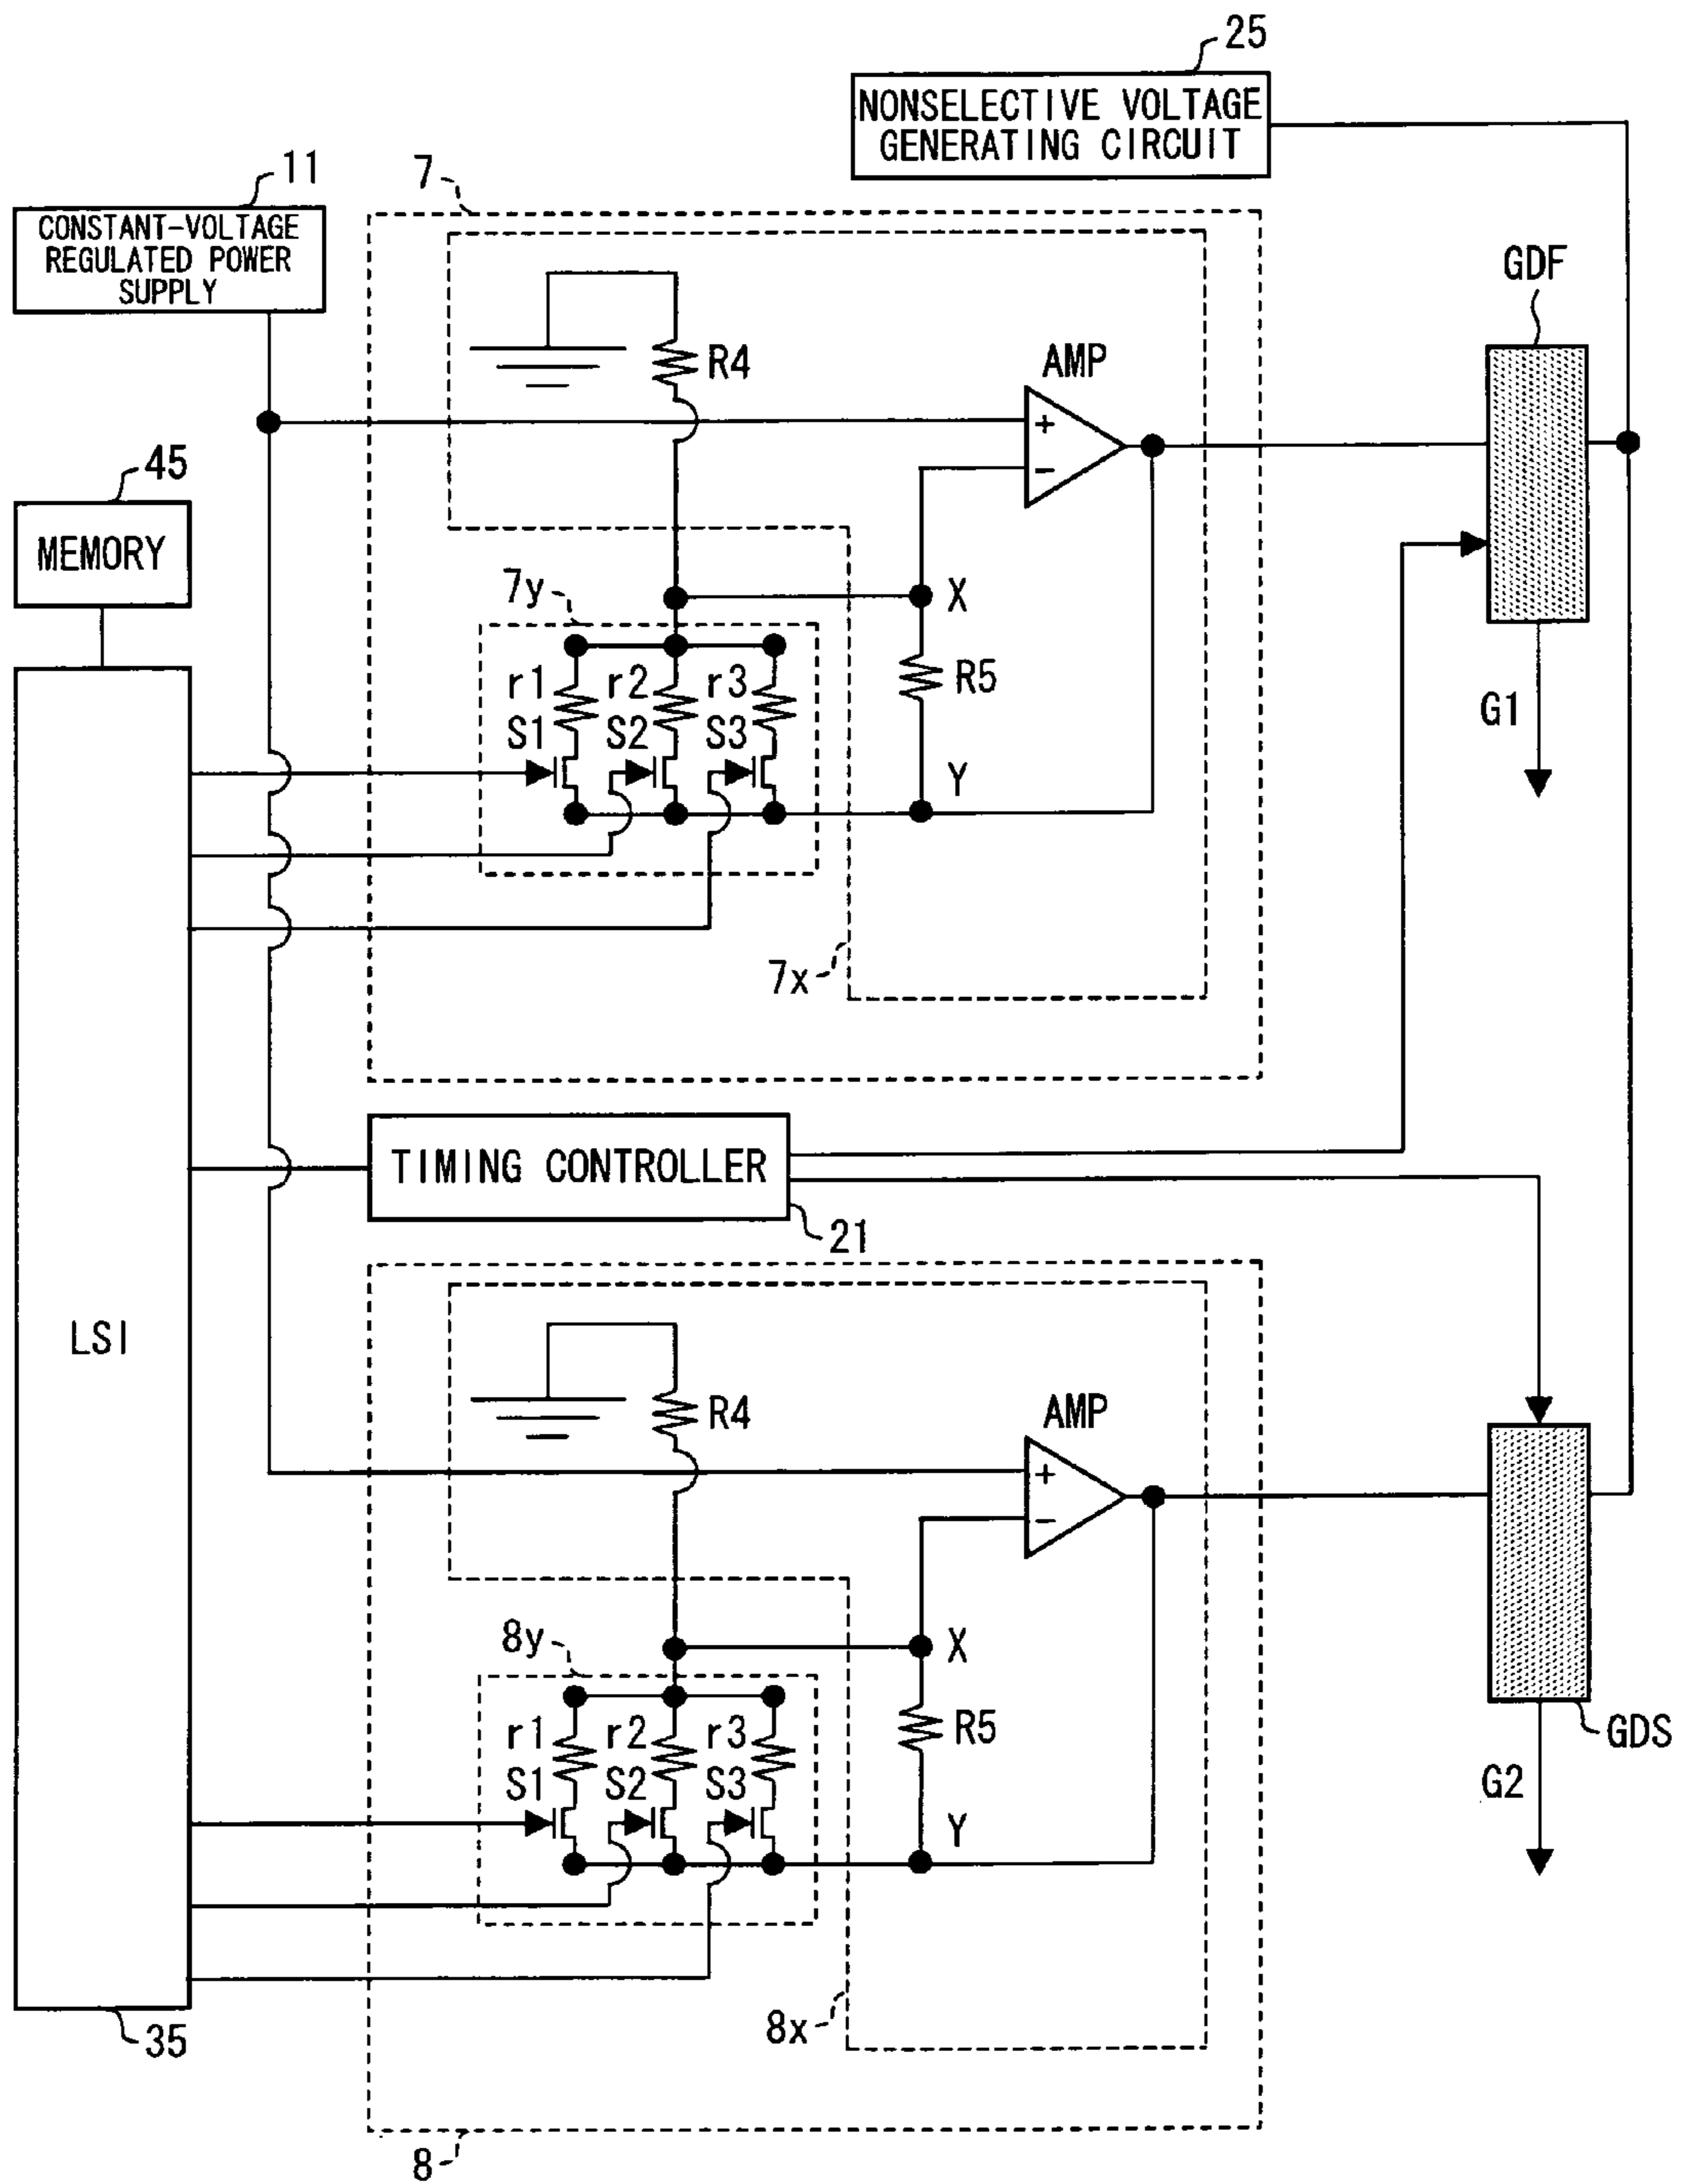 25
NONSELECTIVE VOLTAGE
GENERATING CIRCUIT
11
CONSTANT-VOLTAGE
REGULATED POWER
SUPPLY
7
GDF
R4
AMP
+
−
45
MEMORY
7y
X
r1 r2 r3
R5
S1 S2 S3
G1
Y
7x
TIMING CONTROLLER
21
LSI
R4
AMP
+
−
8y
X
r1 r2 r3
R5
GDS
S1 S2 S3
G2
Y
8x
35
8